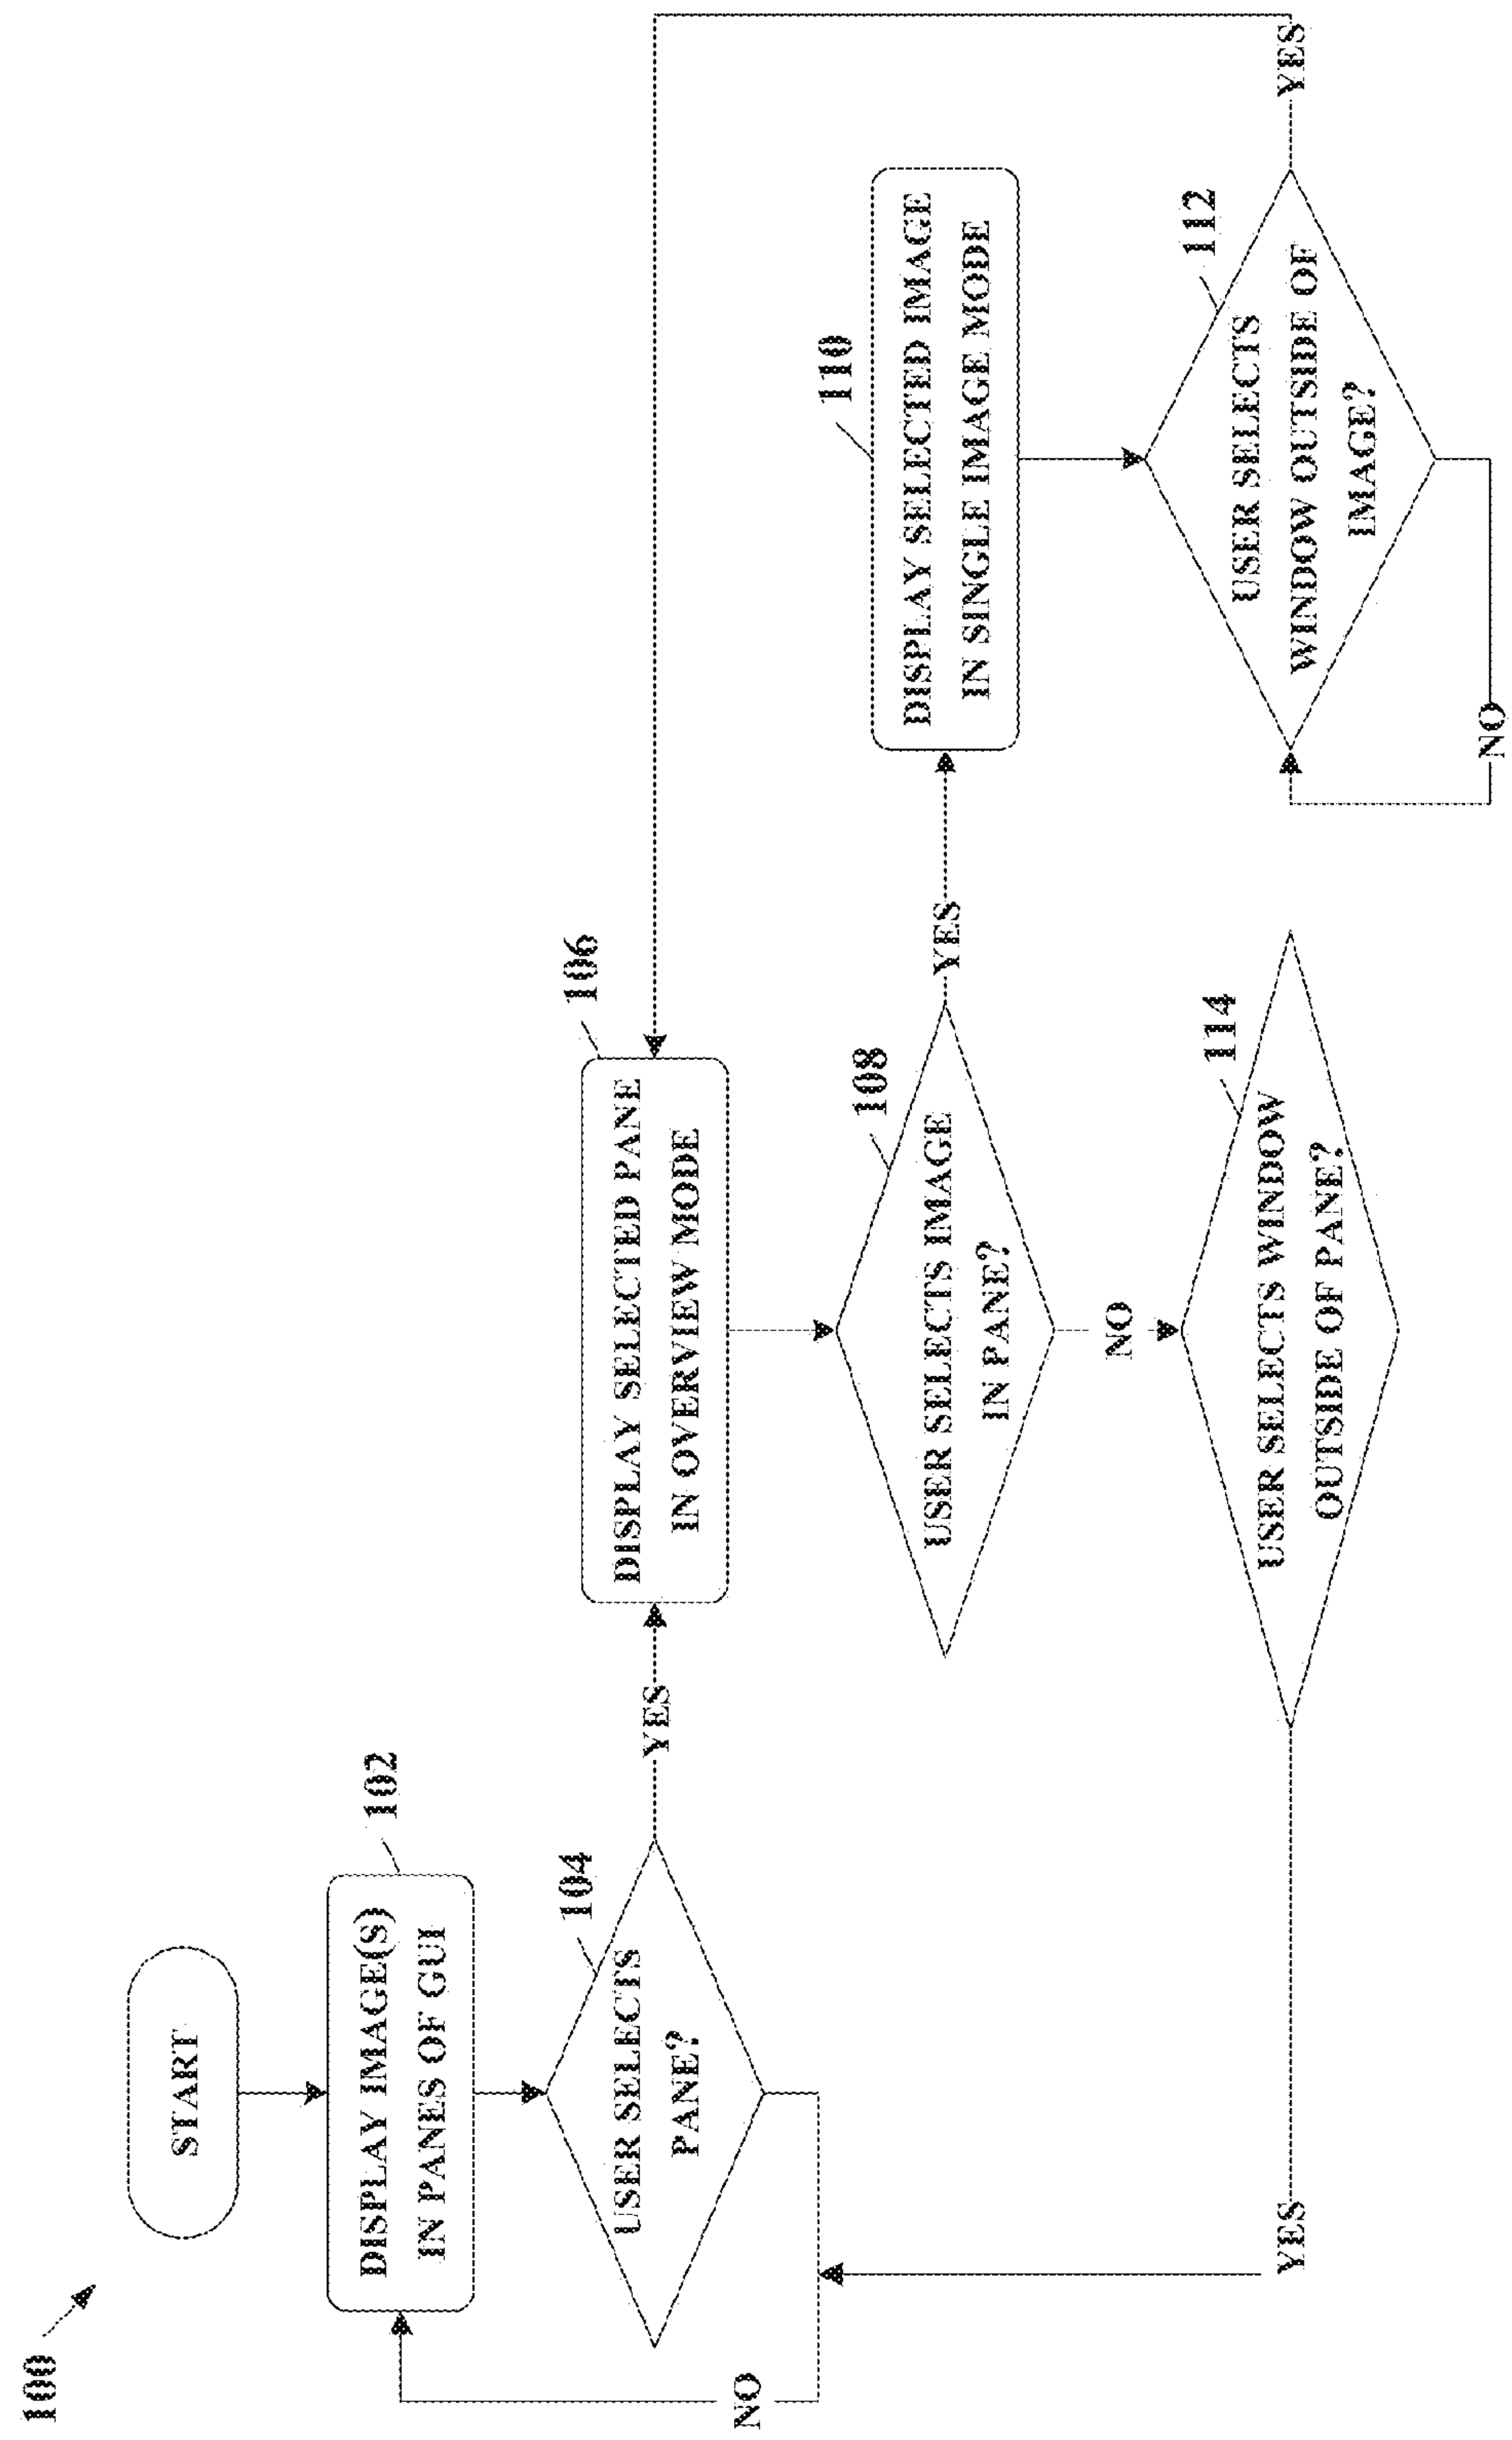 100
START
102
DISPLAY IMAGE(S)
IN PANES OF GUI
104
USER SELECTS
PANE?
NO
YES
106
DISPLAY SELECTED PANE
IN OVERVIEW MODE
108
USER SELECTS IMAGE
IN PANE?
YES
NO
110
DISPLAY SELECTED IMAGE
IN SINGLE IMAGE MODE
112
USER SELECTS
WINDOW OUTSIDE OF
IMAGE?
YES
NO
114
USER SELECTS WINDOW
OUTSIDE OF PANE?
YES